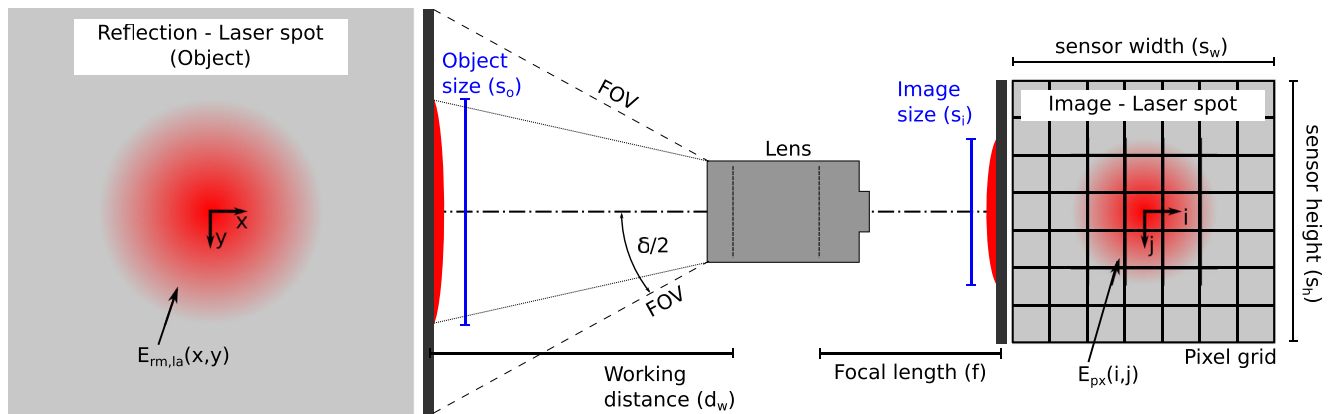 Reflection - Laser spot
(Object)
x
y
E_rm,la(x,y)
Object
size (s_o)
FOV
δ/2
FOV
Lens
Working
distance (d_w)
Focal length (f)
Image
size (s_i)
sensor width (s_w)
Image - Laser spot
i
j
sensor height (s_h)
Pixel grid
E_px(i,j)